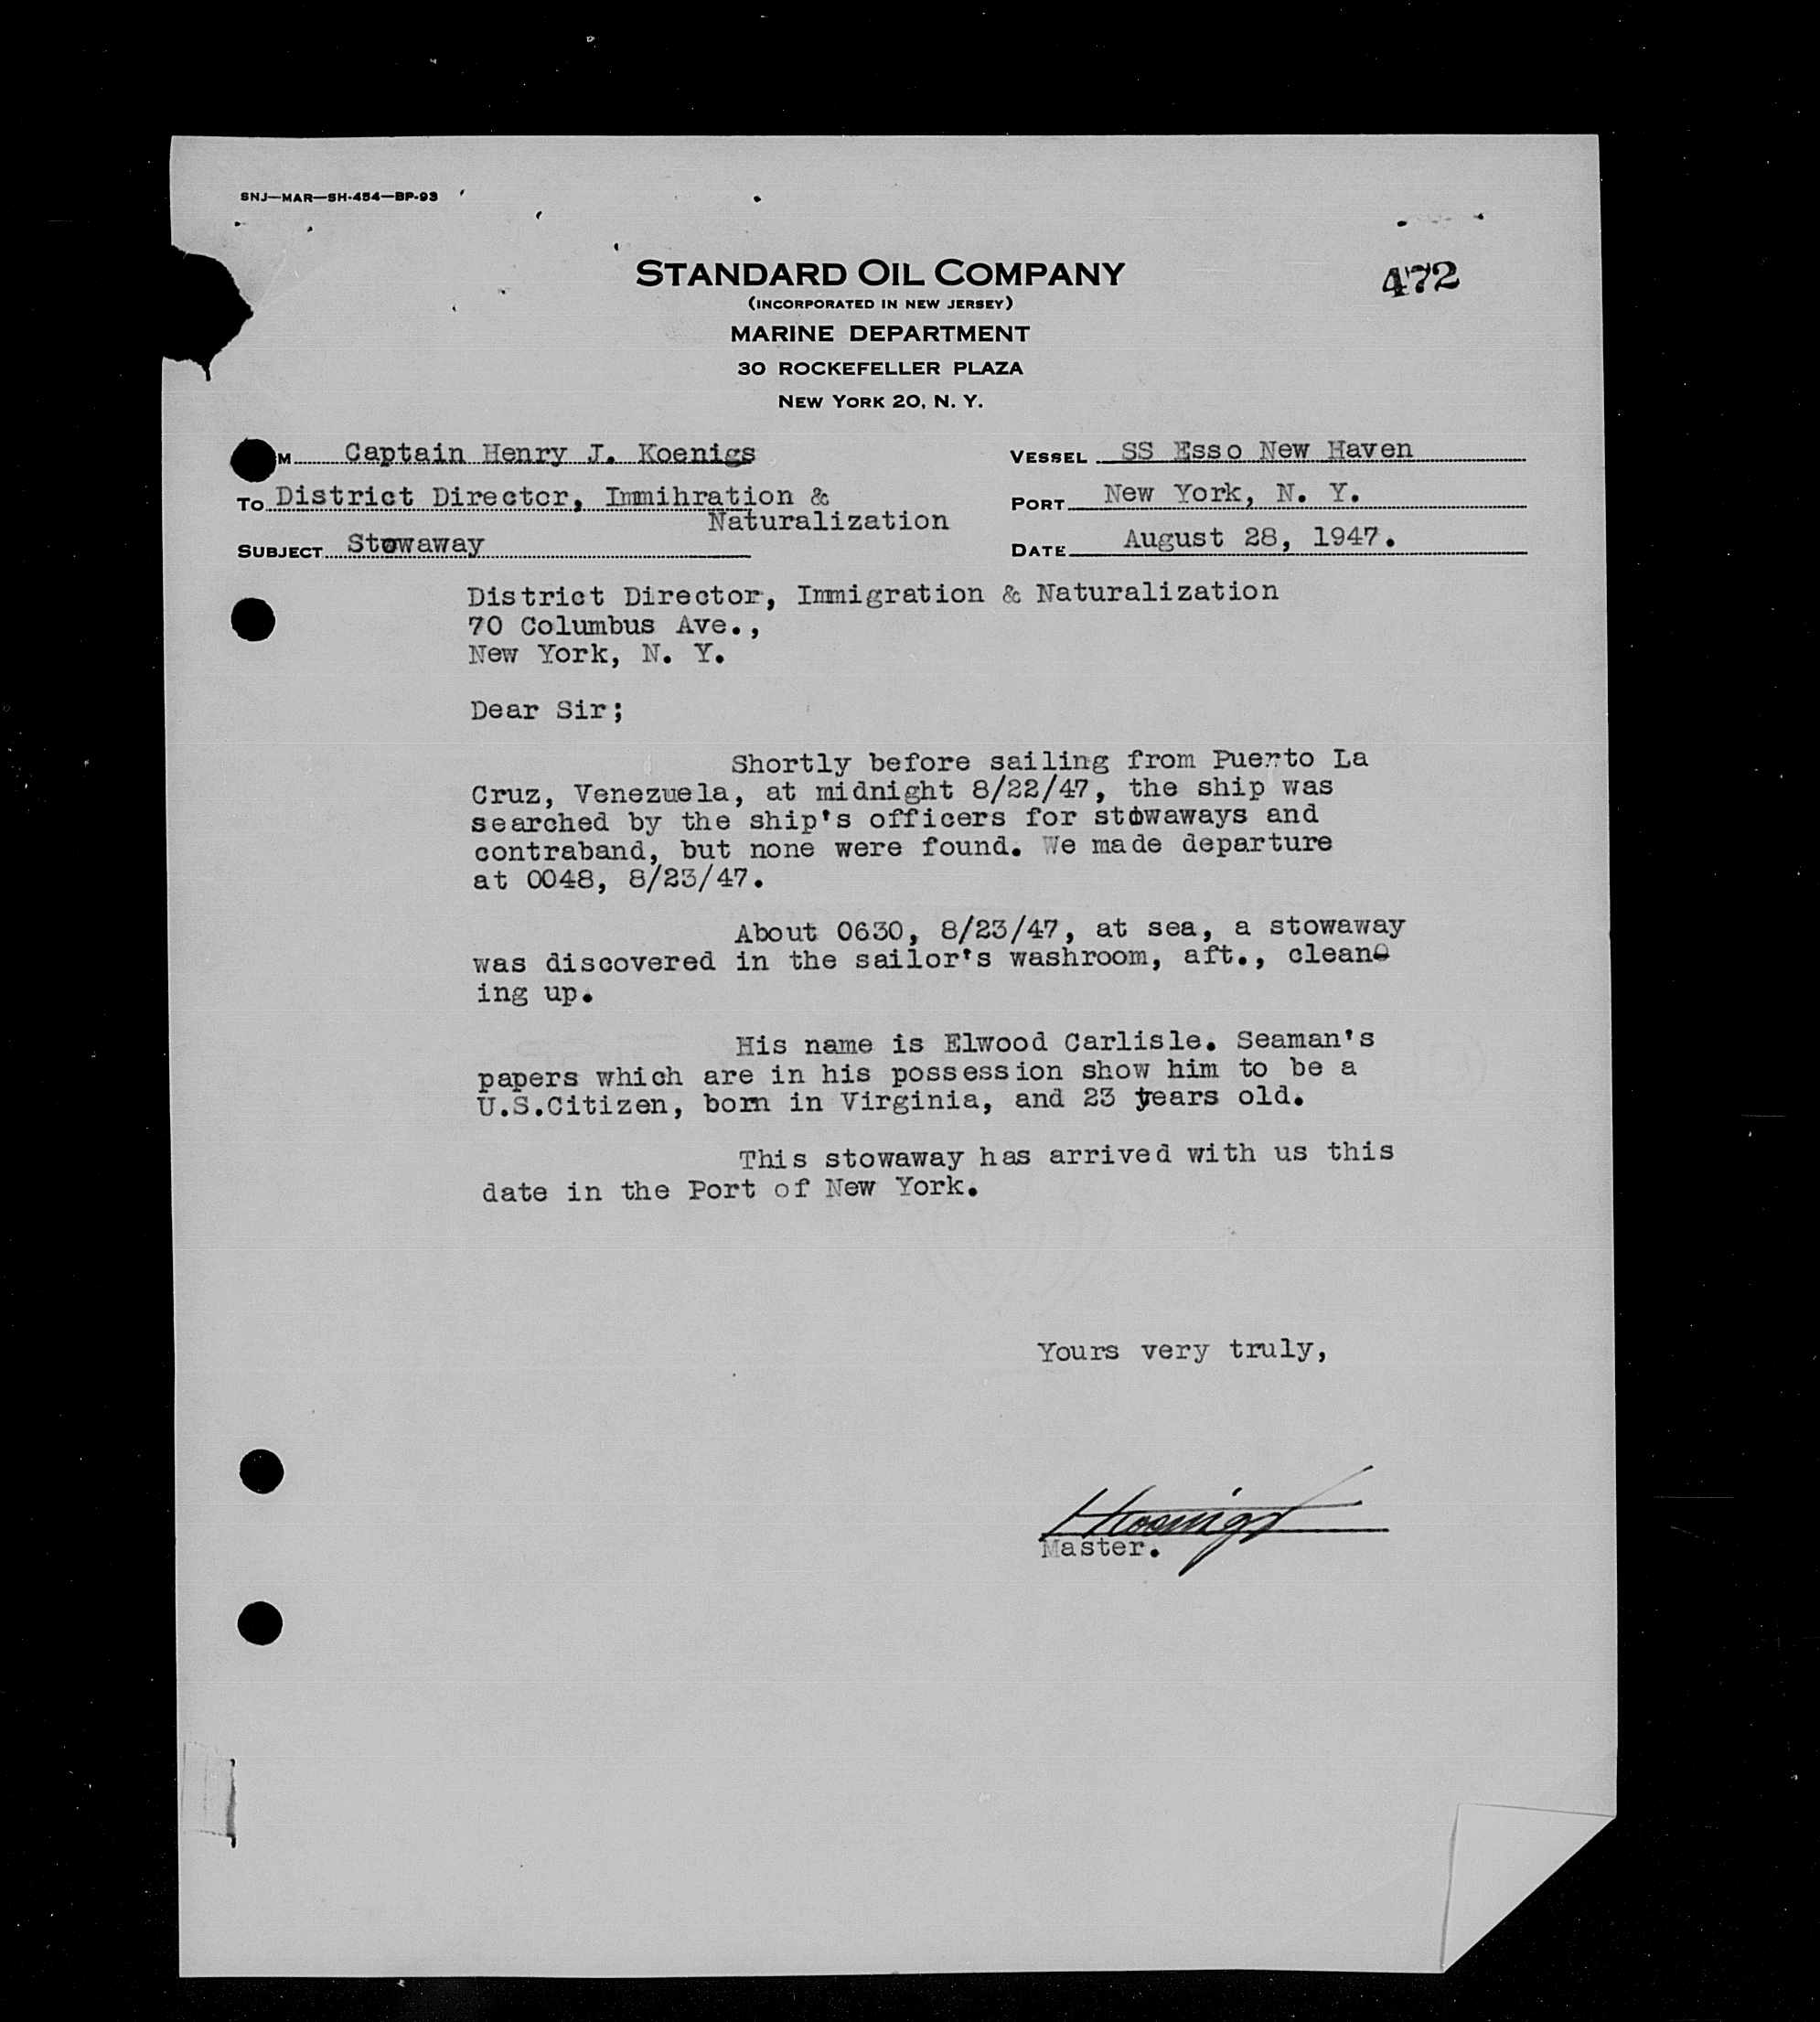 SNJ—MAR—SH-454—BP-93
STANDARD OIL COMPANY
472
(INCORPORATED IN NEW JERSEY)
MARINE DEPARTMENT
30 ROCKEFELLER PLAZA
NEW YORK 20, N. Y.
M Captain Henry J. Koenigs
VESSEL SS Esso New Haven
TO District Director, Immihration &
Naturalization
PORT New York, N. Y.
SUBJECT Stowaway
DATE August 28, 1947.
District Director, Immigration & Naturalization
70 Columbus Ave.,
New York, N. Y.
Dear Sir;
Shortly before sailing from Puerto La
Cruz, Venezuela, at midnight 8/22/47, the ship was
searched by the ship's officers for stowaways and
contraband, but none were found. We made departure
at 0048, 8/23/47.
About 0630, 8/23/47, at sea, a stowaway
was discovered in the sailor's washroom, aft., clean-
ing up.
His name is Elwood Carlisle. Seaman's
papers which are in his possession show him to be a
U.S.Citizen, born in Virginia, and 23 years old.
This stowaway has arrived with us this
date in the Port of New York.
Yours very truly,
HKoenigs
Master.